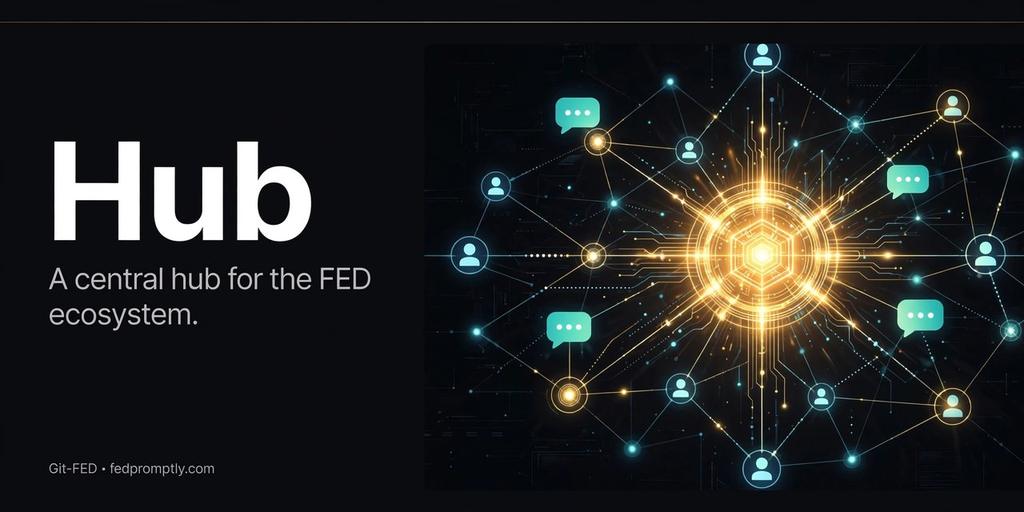 Hub
A central hub for the FED
ecosystem.
Git-FED • fedpromptly.com